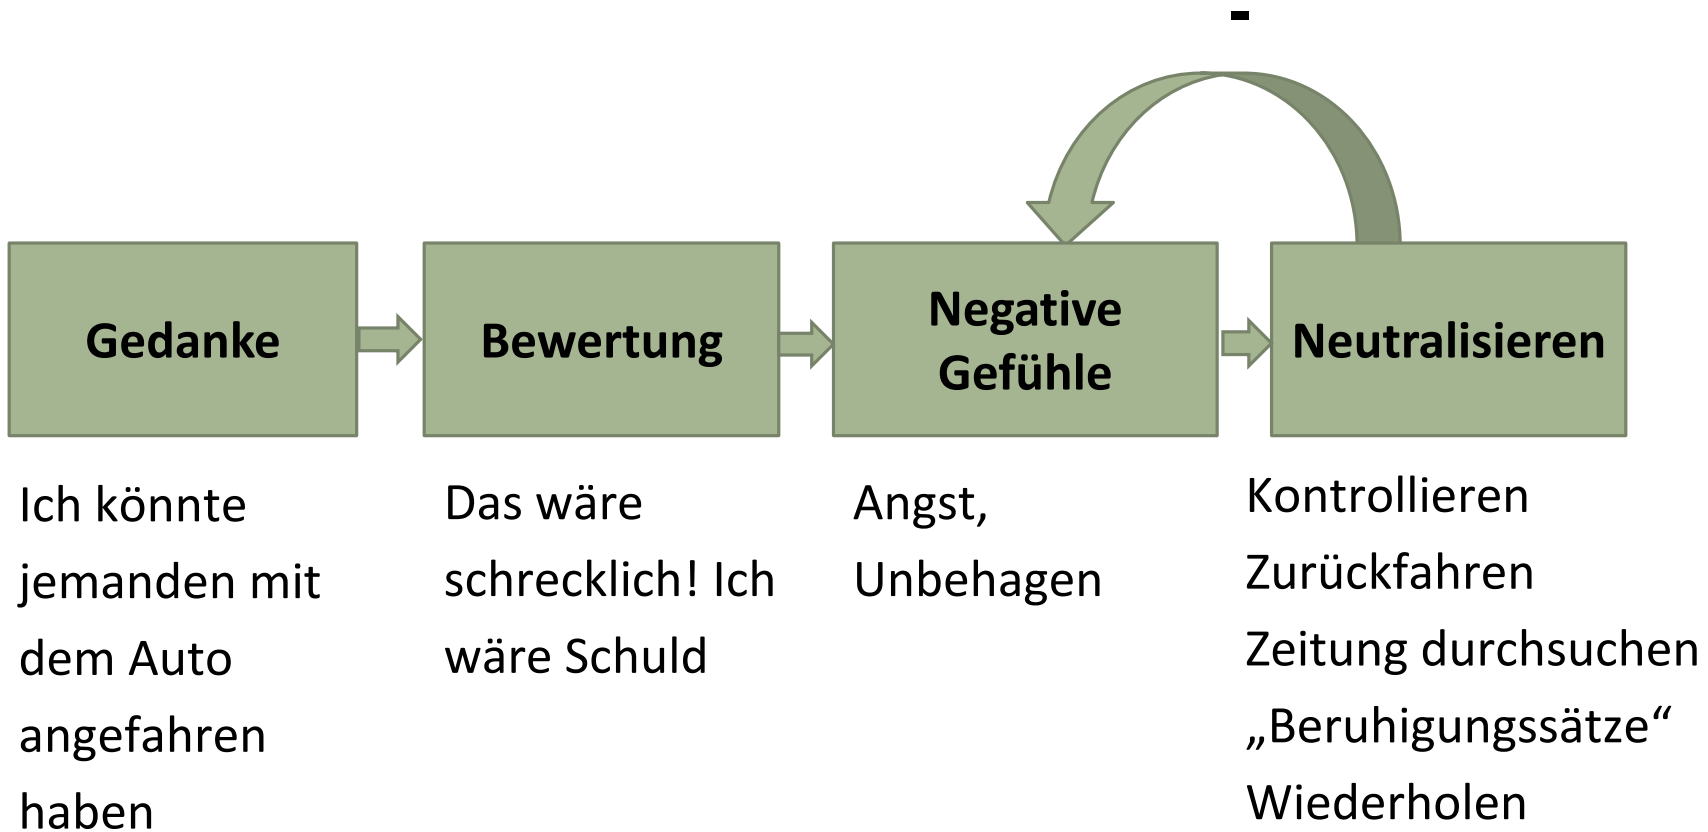 -
Gedanke
Bewertung
Negative
Gefühle
Neutralisieren
Ich könnte
jemanden mit
dem Auto
angefahren
haben
Das wäre
schrecklich! Ich
wäre Schuld
Angst,
Unbehagen
Kontrollieren
Zurückfahren
Zeitung durchsuchen
„Beruhigungssätze“
Wiederholen